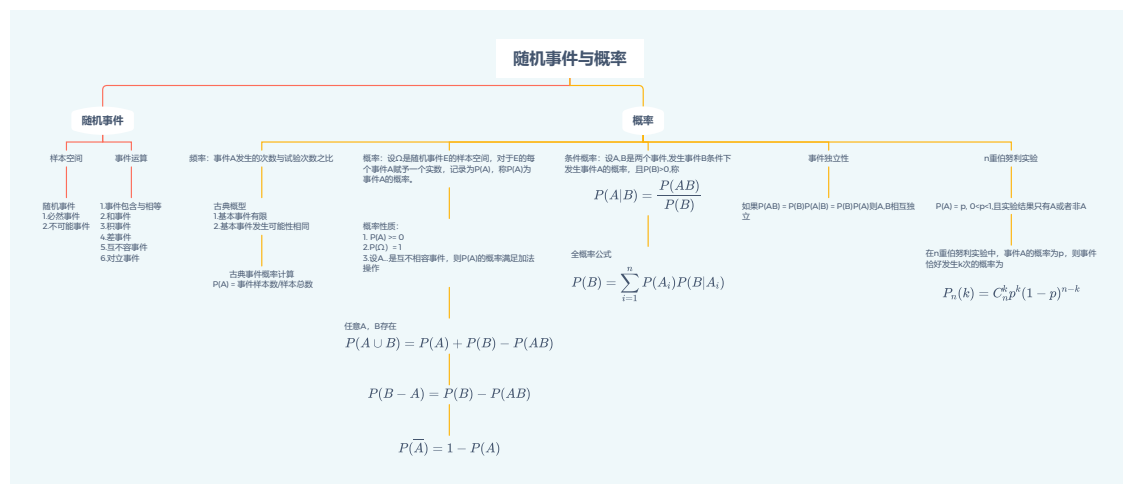 随机事件与概率
随机事件
概率
样本空间
事件运算
频率：事件A发生的次数与试验次数之比
概率：设Ω是随机事件E的样本空间，对于E的每
个事件A赋予一个实数，记录为P(A)，称P(A)为
事件A的概率。
条件概率：设A,B是两个事件,发生事件B条件下
发生事件A的概率，且P(B)>0,称
P(A|B) = P(AB) / P(B)
事件独立性
n重伯努利实验
随机事件
1.必然事件
2.不可能事件
1.事件包含与相等
2.和事件
3.积事件
4.差事件
5.互不容事件
6.对立事件
古典概型
1.基本事件有限
2.基本事件发生可能性相同
古典事件概率计算
P(A) = 事件样本数/样本总数
概率性质：
1. P(A) >= 0
2.P(Ω) = 1
3.设A...是互不相容事件，则P(A)的概率满足加法
操作
任意A，B存在
P(A ∪ B) = P(A) + P(B) − P(AB)
P(B − A) = P(B) − P(AB)
P(A̅) = 1 − P(A)
全概率公式
P(B) = ∑_{i=1}^{n} P(A_i)P(B|A_i)
如果P(AB) = P(B)P(A|B) = P(B)P(A)则A,B相互独
立
P(A) = p, 0<p<1,且实验结果只有A或者非A
在n重伯努利实验中，事件A的概率为p，则事件
恰好发生k次的概率为
P_n(k) = C_n^k p^k (1 − p)^{n−k}